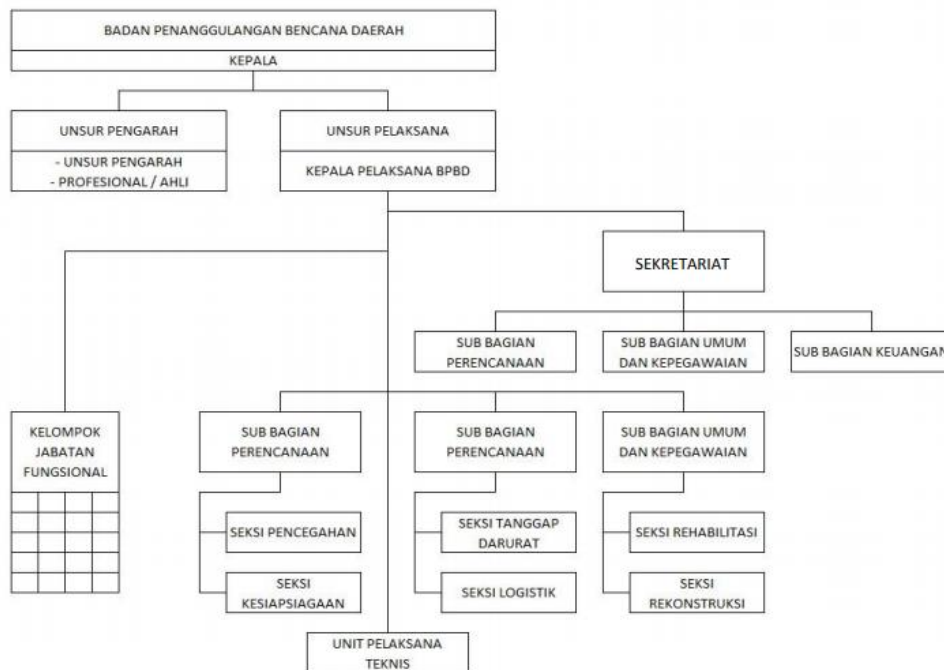 BADAN PENANGGULANGAN BENCANA DAERAH
KEPALA
UNSUR PENGARAH
- UNSUR PENGARAH
- PROFESIONAL / AHLI
UNSUR PELAKSANA
KEPALA PELAKSANA BPBD
SEKRETARIAT
SUB BAGIAN
PERENCANAAN
SUB BAGIAN UMUM
DAN KEPEGAWAIAN
SUB BAGIAN KEUANGAN
KELOMPOK
JABATAN
FUNGSIONAL
SUB BAGIAN
PERENCANAAN
SUB BAGIAN
PERENCANAAN
SUB BAGIAN UMUM
DAN KEPEGAWAIAN
SEKSI PENCEGAHAN
SEKSI
KESIAPSIAGAAN
SEKSI TANGGAP
DARURAT
SEKSI LOGISTIK
SEKSI REHABILITASI
SEKSI
REKONSTRUKSI
UNIT PELAKSANA
TEKNIS